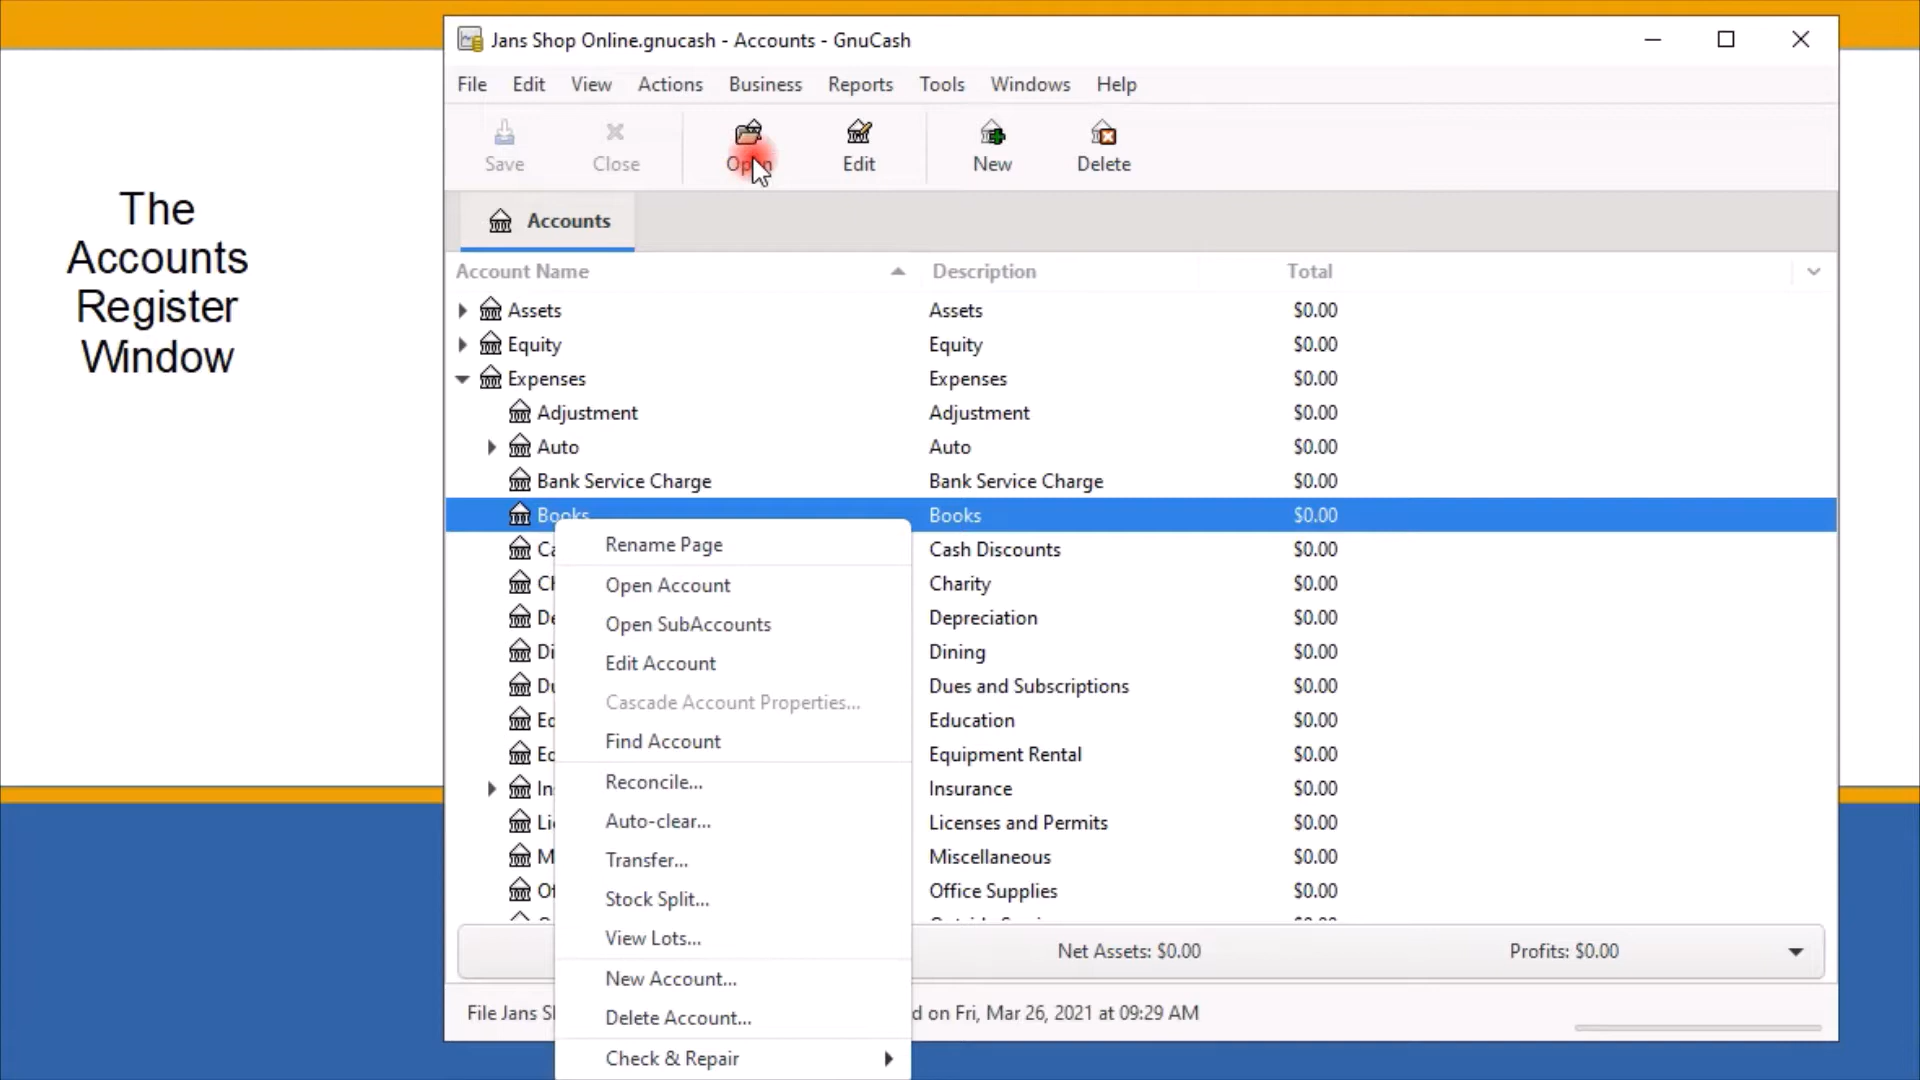 Jans Shop Online.gnucash - Accounts - GnuCash
File Edit View Actions Business Reports Tools Windows Help
Save Close Open Edit New Delete
The
Accounts
Register
Window
Accounts
Account Name Description Total
Assets Assets $0.00
Equity Equity $0.00
Expenses Expenses $0.00
Adjustment Adjustment $0.00
Auto Auto $0.00
Bank Service Charge Bank Service Charge $0.00
Books Books $0.00
Cash Discounts $0.00
Charity $0.00
Depreciation $0.00
Dining $0.00
Dues and Subscriptions $0.00
Education $0.00
Equipment Rental $0.00
Insurance $0.00
Licenses and Permits $0.00
Miscellaneous $0.00
Office Supplies $0.00
Rename Page
Open Account
Open SubAccounts
Edit Account
Cascade Account Properties...
Find Account
Reconcile...
Auto-clear...
Transfer...
Stock Split...
View Lots...
New Account...
Delete Account...
Check & Repair
Net Assets: $0.00 Profits: $0.00
File Jans on Fri, Mar 26, 2021 at 09:29 AM